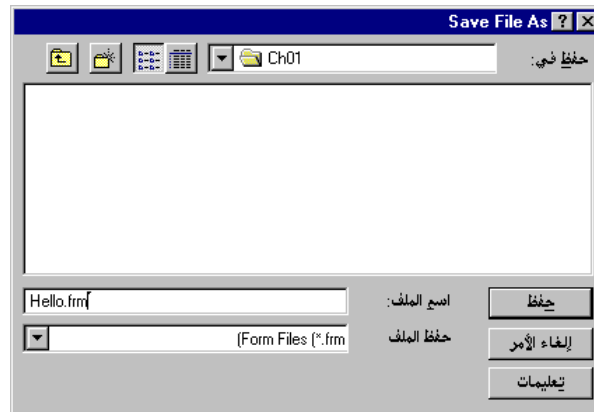 Save File As
حفظ في: Ch01
اسم الملف: Hello.frm
حفظ الملف (Form Files (*.frm
حفظ
إلغاء الأمر
تعليمات